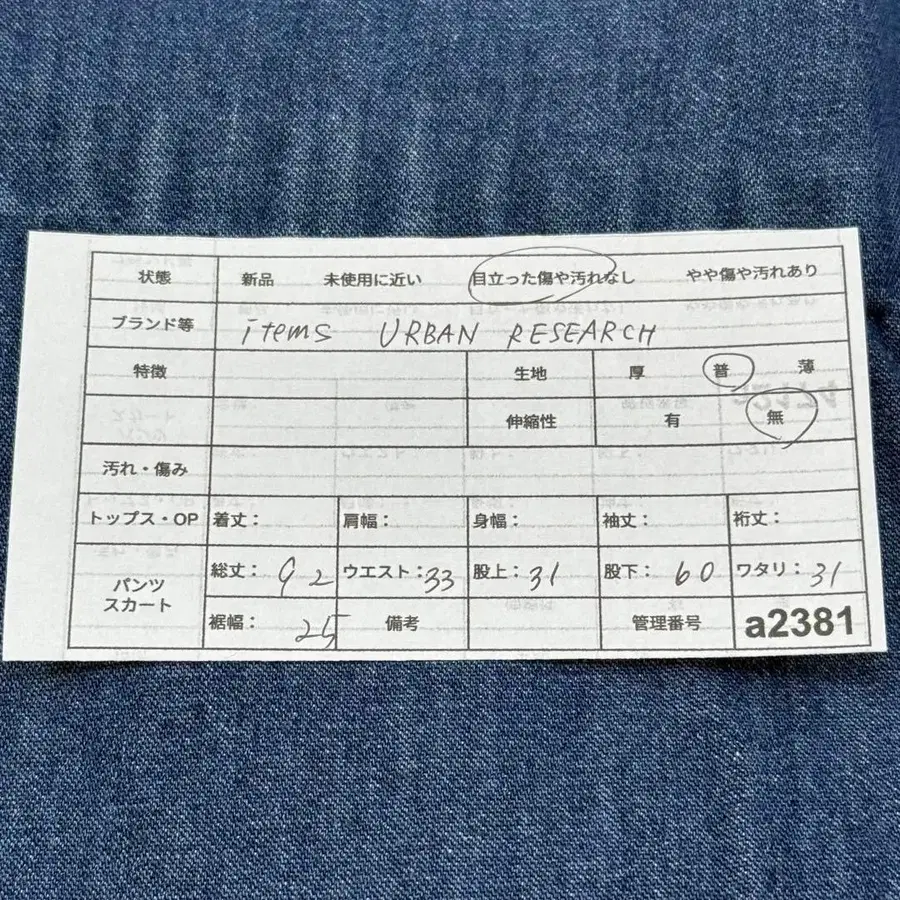 状態 新品 未使用に近い 目立った傷や汚れなし やや傷や汚れあり
ブランド等 items URBAN RESEARCH
特徴 生地 厚 普 薄
伸縮性 有 無
汚れ・傷み
トップス・OP 着丈： 肩幅： 身幅： 袖丈： 裄丈：
パンツ スカート 総丈： 92 ウエスト：33 股上：31 股下：60 ワタリ：31
裾幅： 25 備考 管理番号 a2381